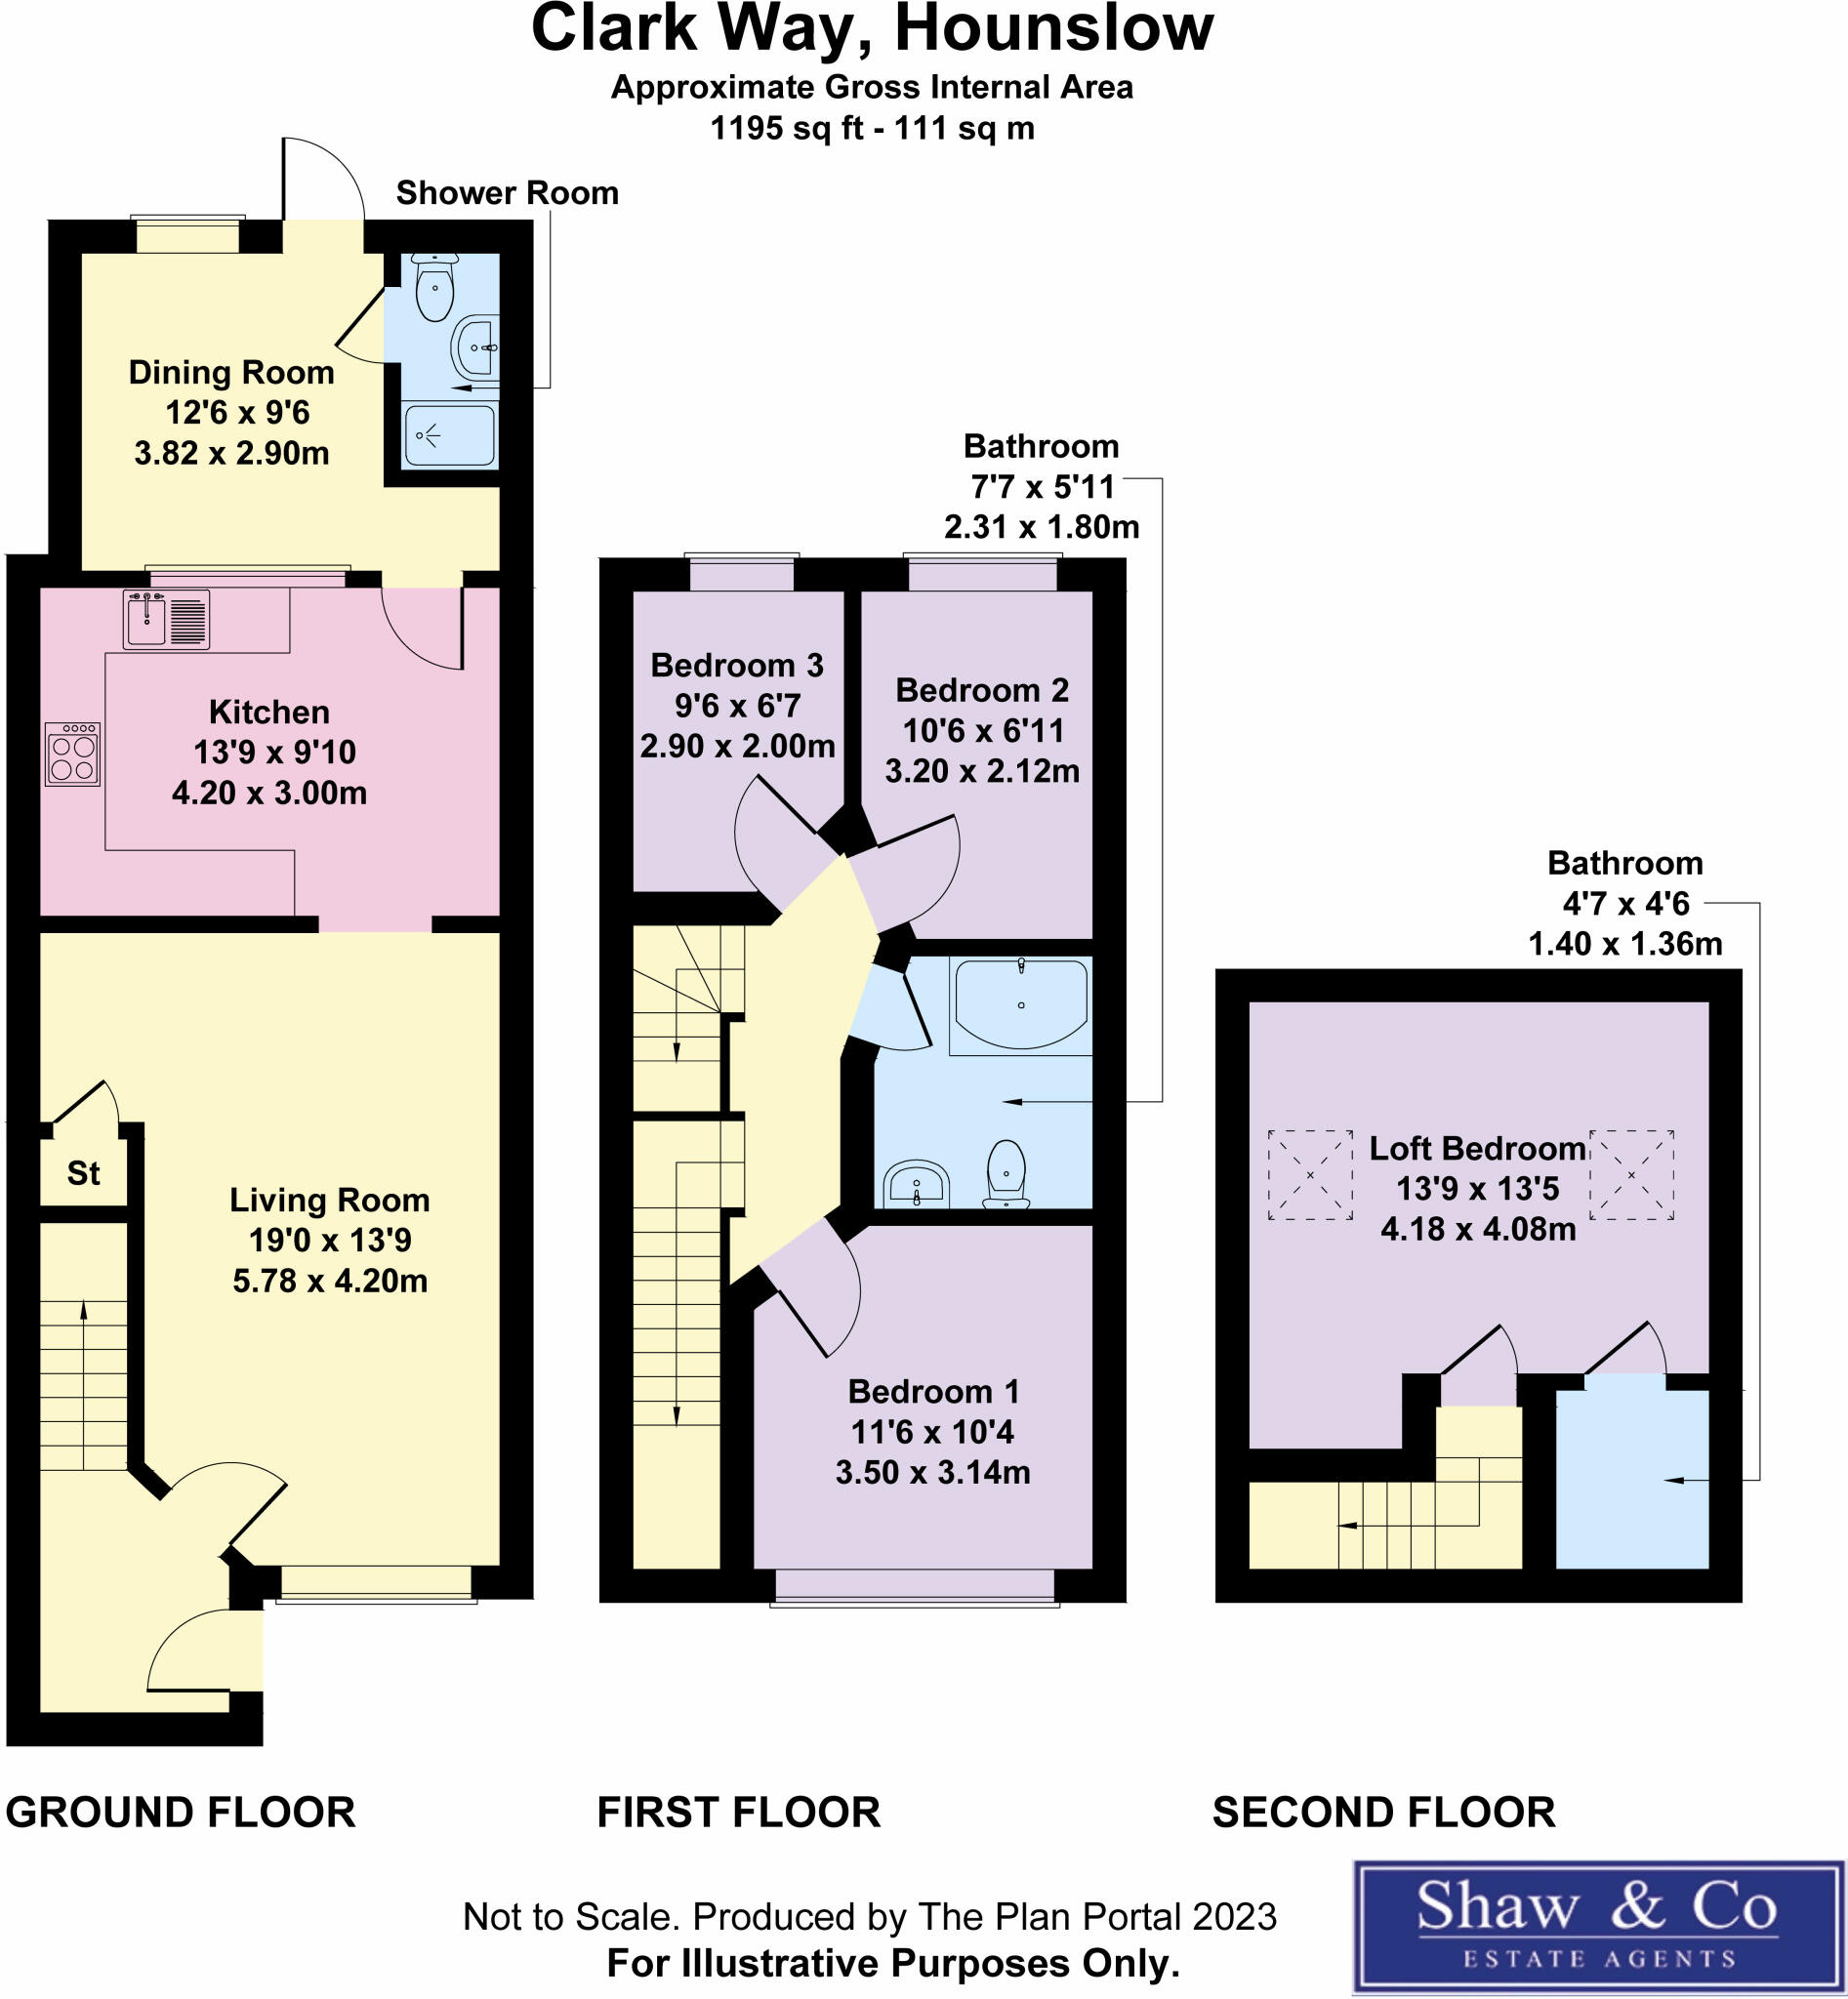 Clark Way, Hounslow
Approximate Gross Internal Area
1195 sq ft - 111 sq m
Shower Room
Dining Room
12'6 x 9'6
3.82 x 2.90m
Kitchen
13'9 x 9'10
4.20 x 3.00m
St
Living Room
19'0 x 13'9
5.78 x 4.20m
Bathroom
7'7 x 5'11
2.31 x 1.80m
Bedroom 3
9'6 x 6'7
2.90 x 2.00m
Bedroom 2
10'6 x 6'11
3.20 x 2.12m
Bedroom 1
11'6 x 10'4
3.50 x 3.14m
Bathroom
4'7 x 4'6
1.40 x 1.36m
Loft Bedroom
13'9 x 13'5
4.18 x 4.08m
GROUND FLOOR
FIRST FLOOR
SECOND FLOOR
Not to Scale. Produced by The Plan Portal 2023
For Illustrative Purposes Only.
Shaw & Co
ESTATE AGENTS